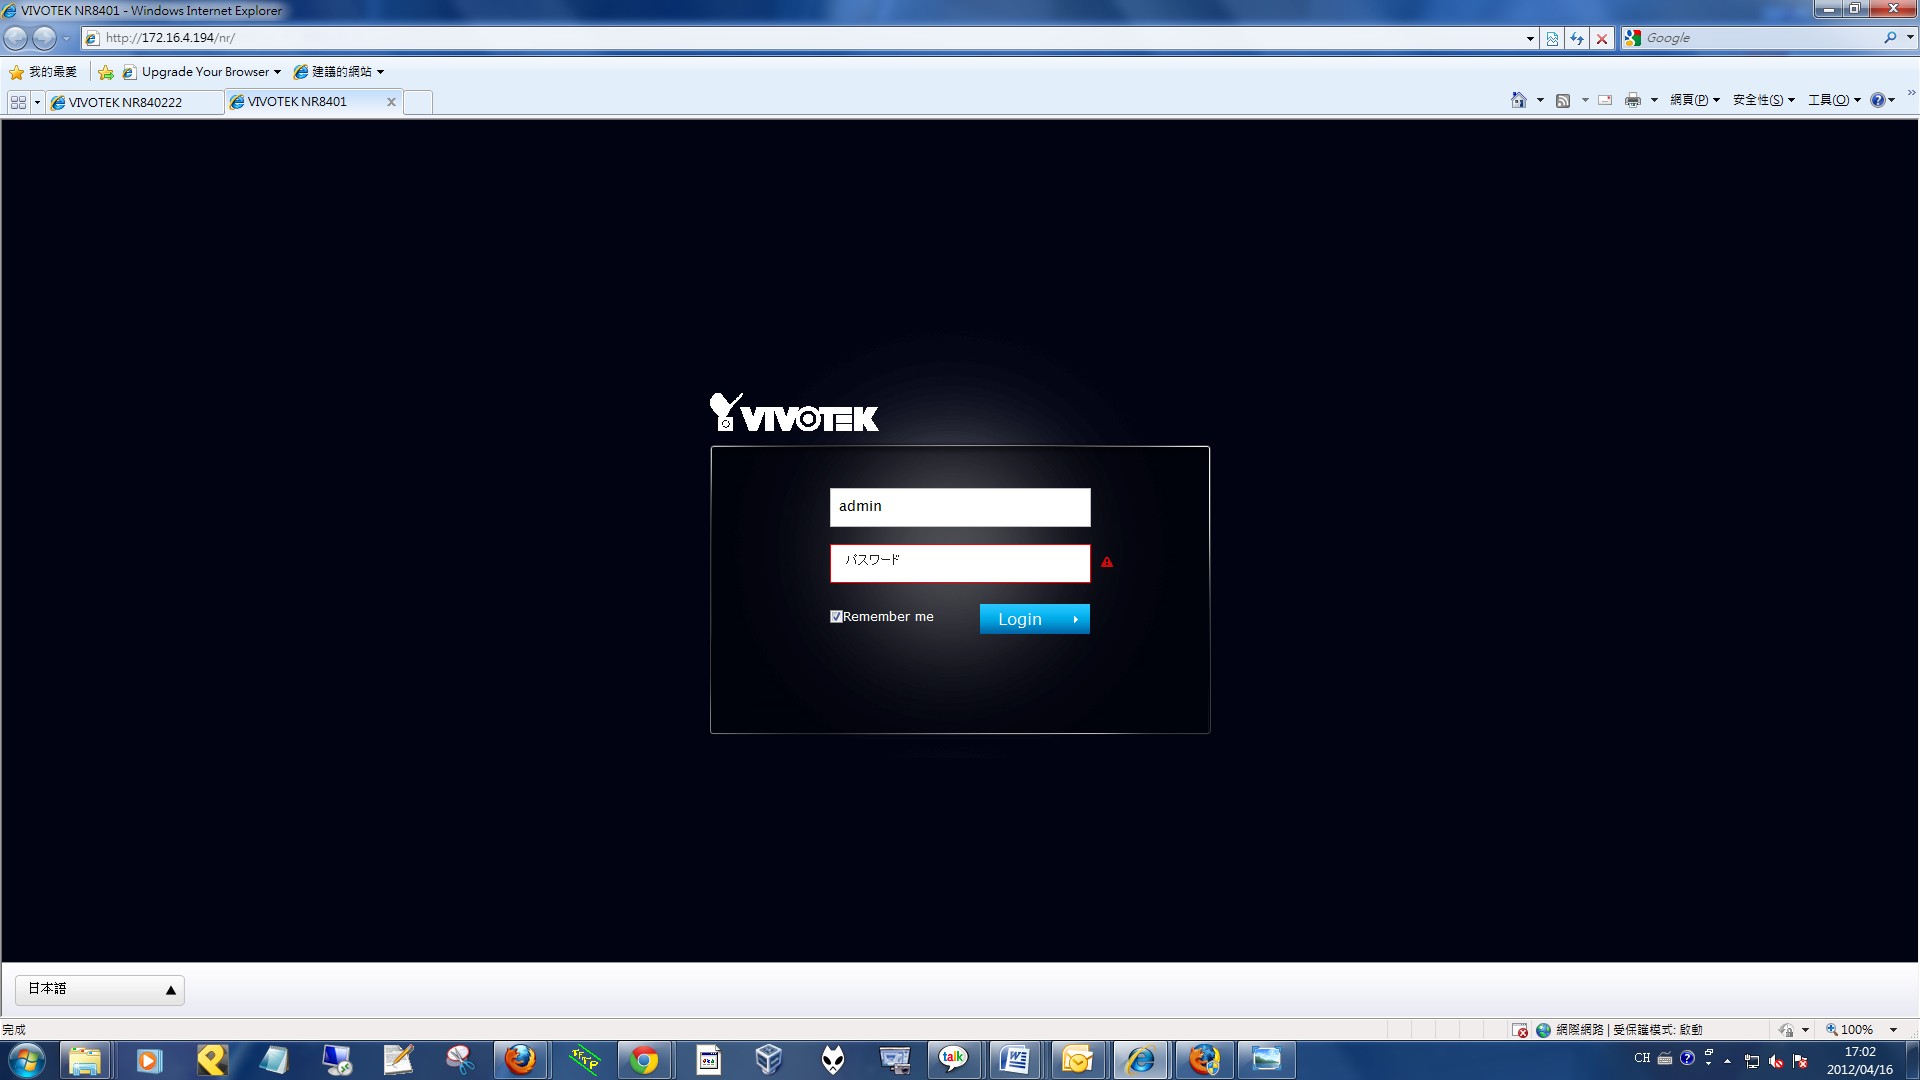 VIVOTEK NR8401 - Windows Internet Explorer
http://172.16.4.194/nr/
Google
我的最愛
Upgrade Your Browser
建議的網站
VIVOTEK NR840222
VIVOTEK NR8401
網頁(P)
安全性(S)
工具(O)
VIVOTEK
admin
パスワード
Remember me
Login
日本語
完成
網際網路 | 受保護模式: 啟動
100%
talk
CH
17:02
2012/04/16